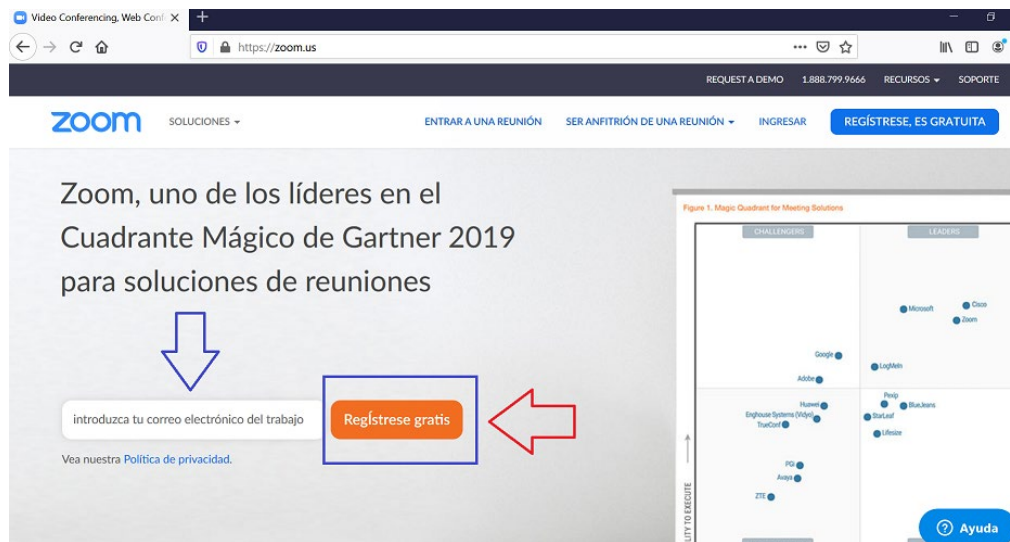 Video Conferencing, Web Conf
https://zoom.us
REQUEST A DEMO 1.888.799.9666 RECURSOS SOPORTE
zoom SOLUCIONES ENTRAR A UNA REUNIÓN SER ANFITRIÓN DE UNA REUNIÓN INGRESAR REGÍSTRESE, ES GRATUITA
Zoom, uno de los líderes en el
Cuadrante Mágico de Gartner 2019
para soluciones de reuniones
introduzca tu correo electrónico del trabajo
Regístrese gratis
Vea nuestra Política de privacidad.
Figure 1. Magic Quadrant for Meeting Solutions
CHALLENGERS LEADERS
Microsoft
Cisco
Zoom
Google
LogMeIn
Adobe
Pexip
Huawei
BlueJeans
Enghouse Systems (Vidyo)
StarLeaf
TrueConf
Lifesize
PGi
Avaya
ZTE
ILITY TO EXECUTE
Ayuda